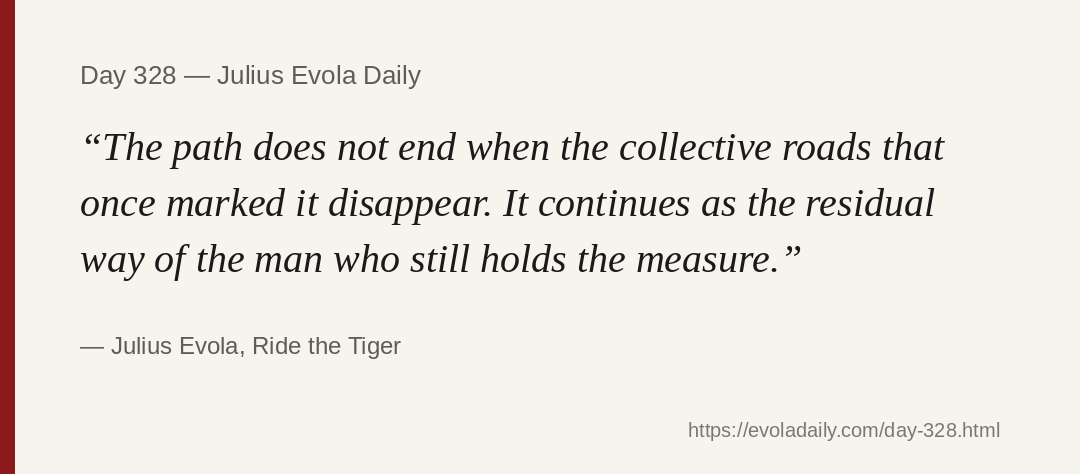 Day 328 — Julius Evola Daily
“The path does not end when the collective roads that
once marked it disappear. It continues as the residual
way of the man who still holds the measure.”
— Julius Evola, Ride the Tiger
https://evoladaily.com/day-328.html